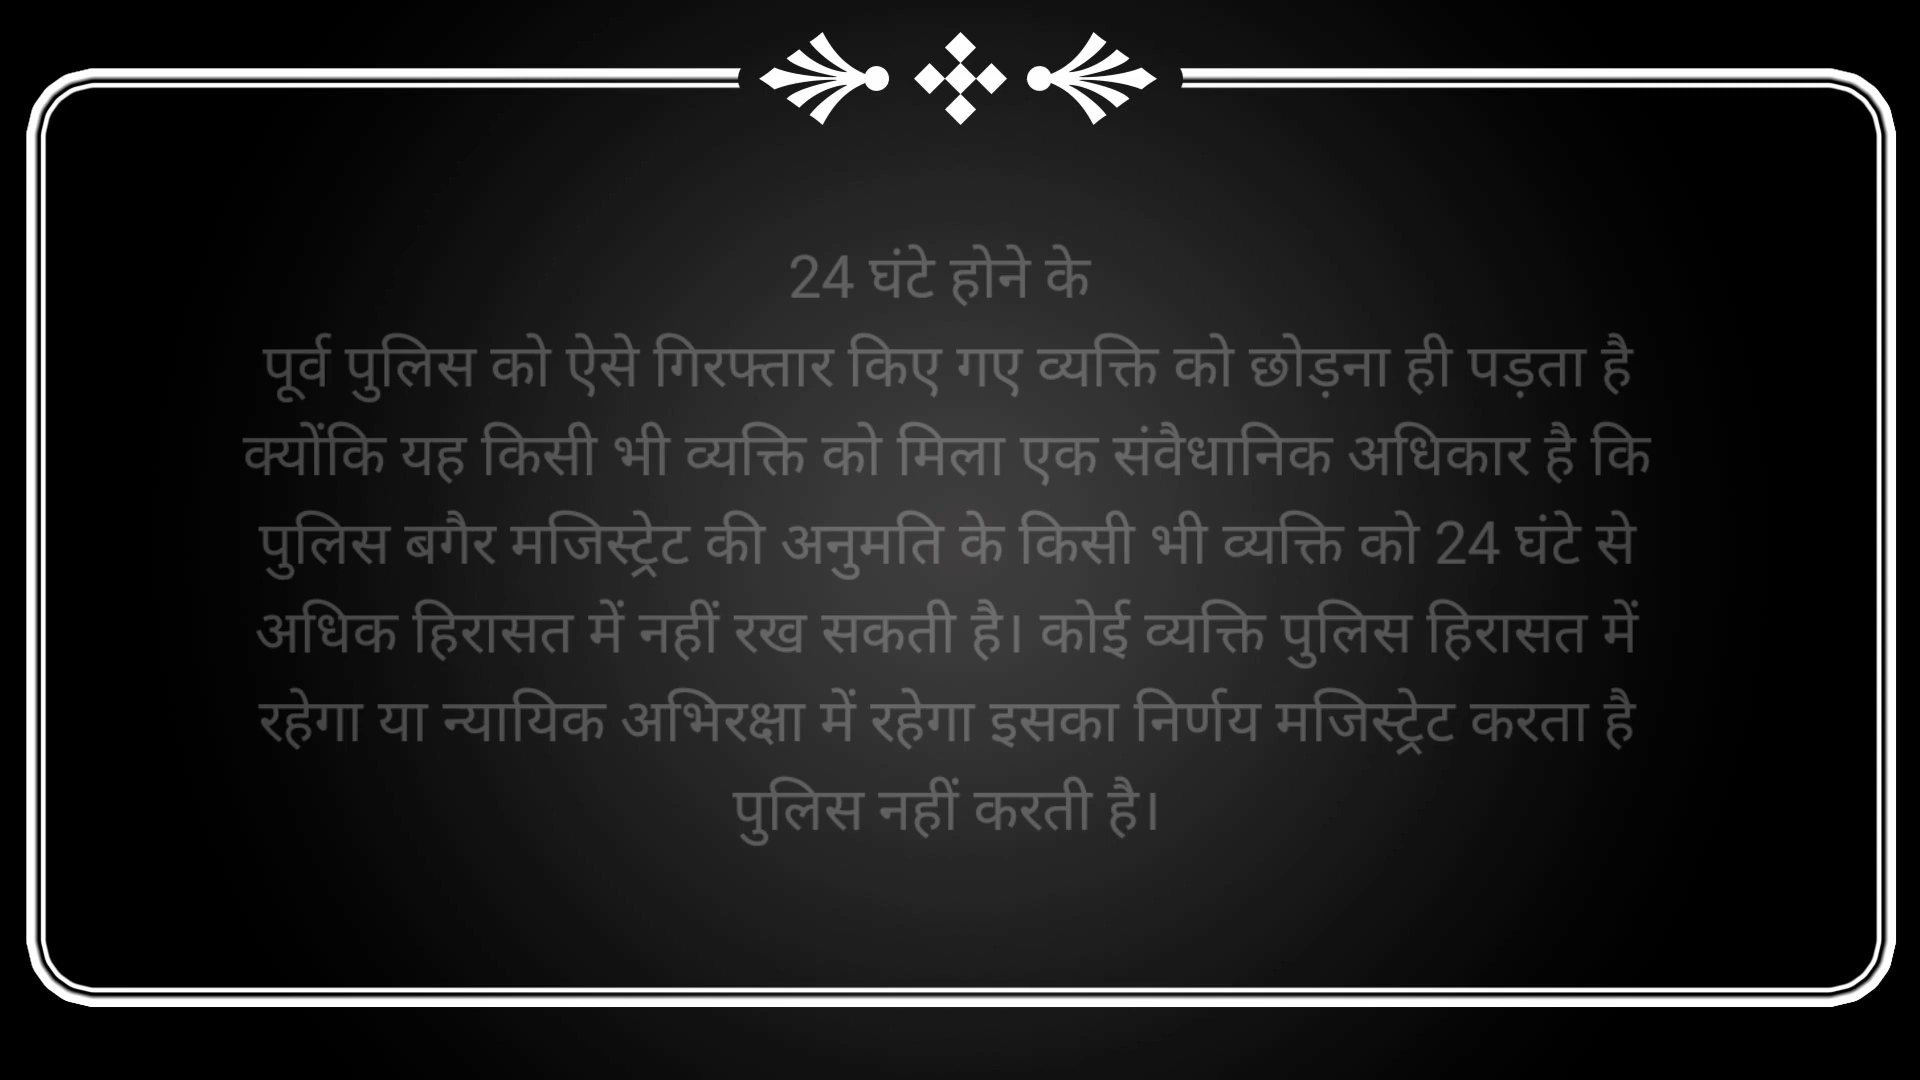 24 घंटे होने के
पूर्व पुलिस को ऐसे गिरफ्तार किए गए व्यक्ति को छोड़ना ही पड़ता है
क्योंकि यह किसी भी व्यक्ति को मिला एक संवैधानिक अधिकार है कि
पुलिस बगैर मजिस्ट्रेट की अनुमति के किसी भी व्यक्ति को 24 घंटे से
अधिक हिरासत में नहीं रख सकती है। कोई व्यक्ति पुलिस हिरासत में
रहेगा या न्यायिक अभिरक्षा में रहेगा इसका निर्णय मजिस्ट्रेट करता है
पुलिस नहीं करती है।